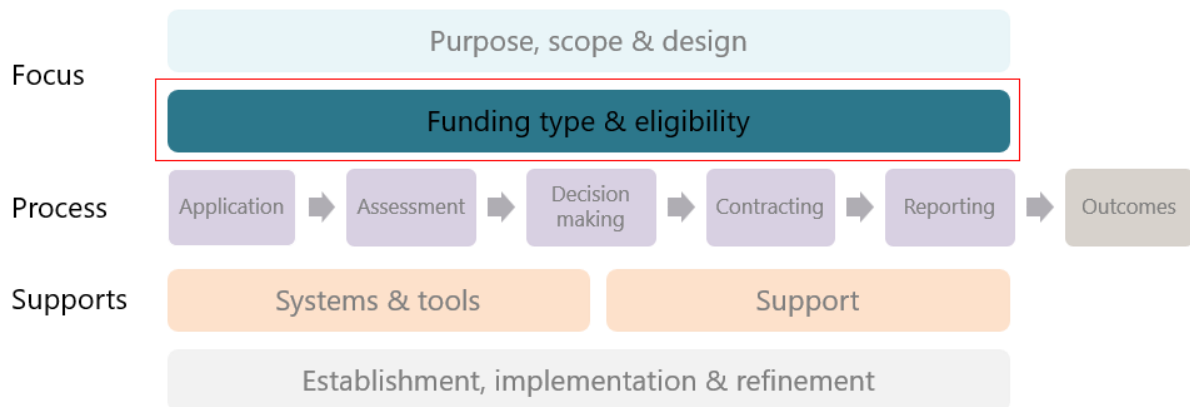 Purpose, scope & design
Focus
Funding type & eligibility
Process
Application
Assessment
Decision
making
Contracting
Reporting
Outcomes
Supports
Systems & tools
Support
Establishment, implementation & refinement